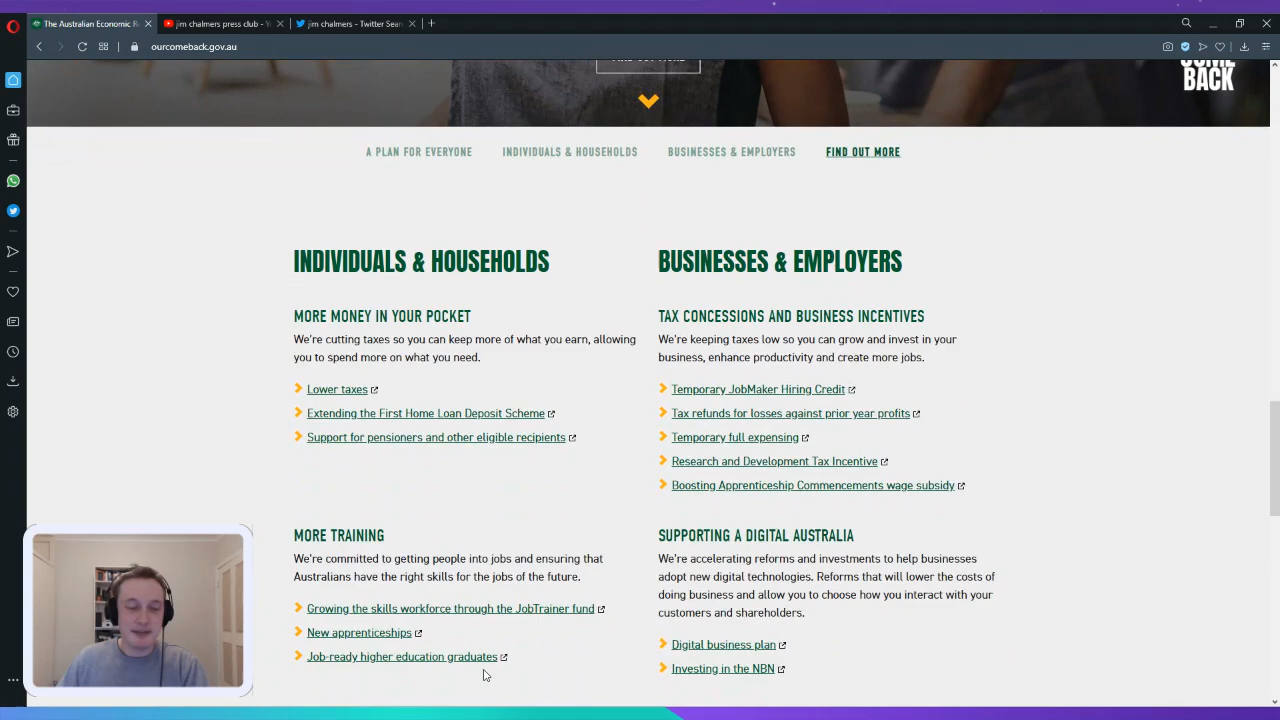 The Australian Economic R
jim chalmers press club - Y
jim chalmers - Twitter Sear
ourcomeback.gov.au
COME
BACK
A PLAN FOR EVERYONE
INDIVIDUALS & HOUSEHOLDS
BUSINESSES & EMPLOYERS
FIND OUT MORE
INDIVIDUALS & HOUSEHOLDS
MORE MONEY IN YOUR POCKET
We're cutting taxes so you can keep more of what you earn, allowing
you to spend more on what you need.
Lower taxes
Extending the First Home Loan Deposit Scheme
Support for pensioners and other eligible recipients
MORE TRAINING
We're committed to getting people into jobs and ensuring that
Australians have the right skills for the jobs of the future.
Growing the skills workforce through the JobTrainer fund
New apprenticeships
Job-ready higher education graduates
BUSINESSES & EMPLOYERS
TAX CONCESSIONS AND BUSINESS INCENTIVES
We're keeping taxes low so you can grow and invest in your
business, enhance productivity and create more jobs.
Temporary JobMaker Hiring Credit
Tax refunds for losses against prior year profits
Temporary full expensing
Research and Development Tax Incentive
Boosting Apprenticeship Commencements wage subsidy
SUPPORTING A DIGITAL AUSTRALIA
We're accelerating reforms and investments to help businesses
adopt new digital technologies. Reforms that will lower the costs of
doing business and allow you to choose how you interact with your
customers and shareholders.
Digital business plan
Investing in the NBN